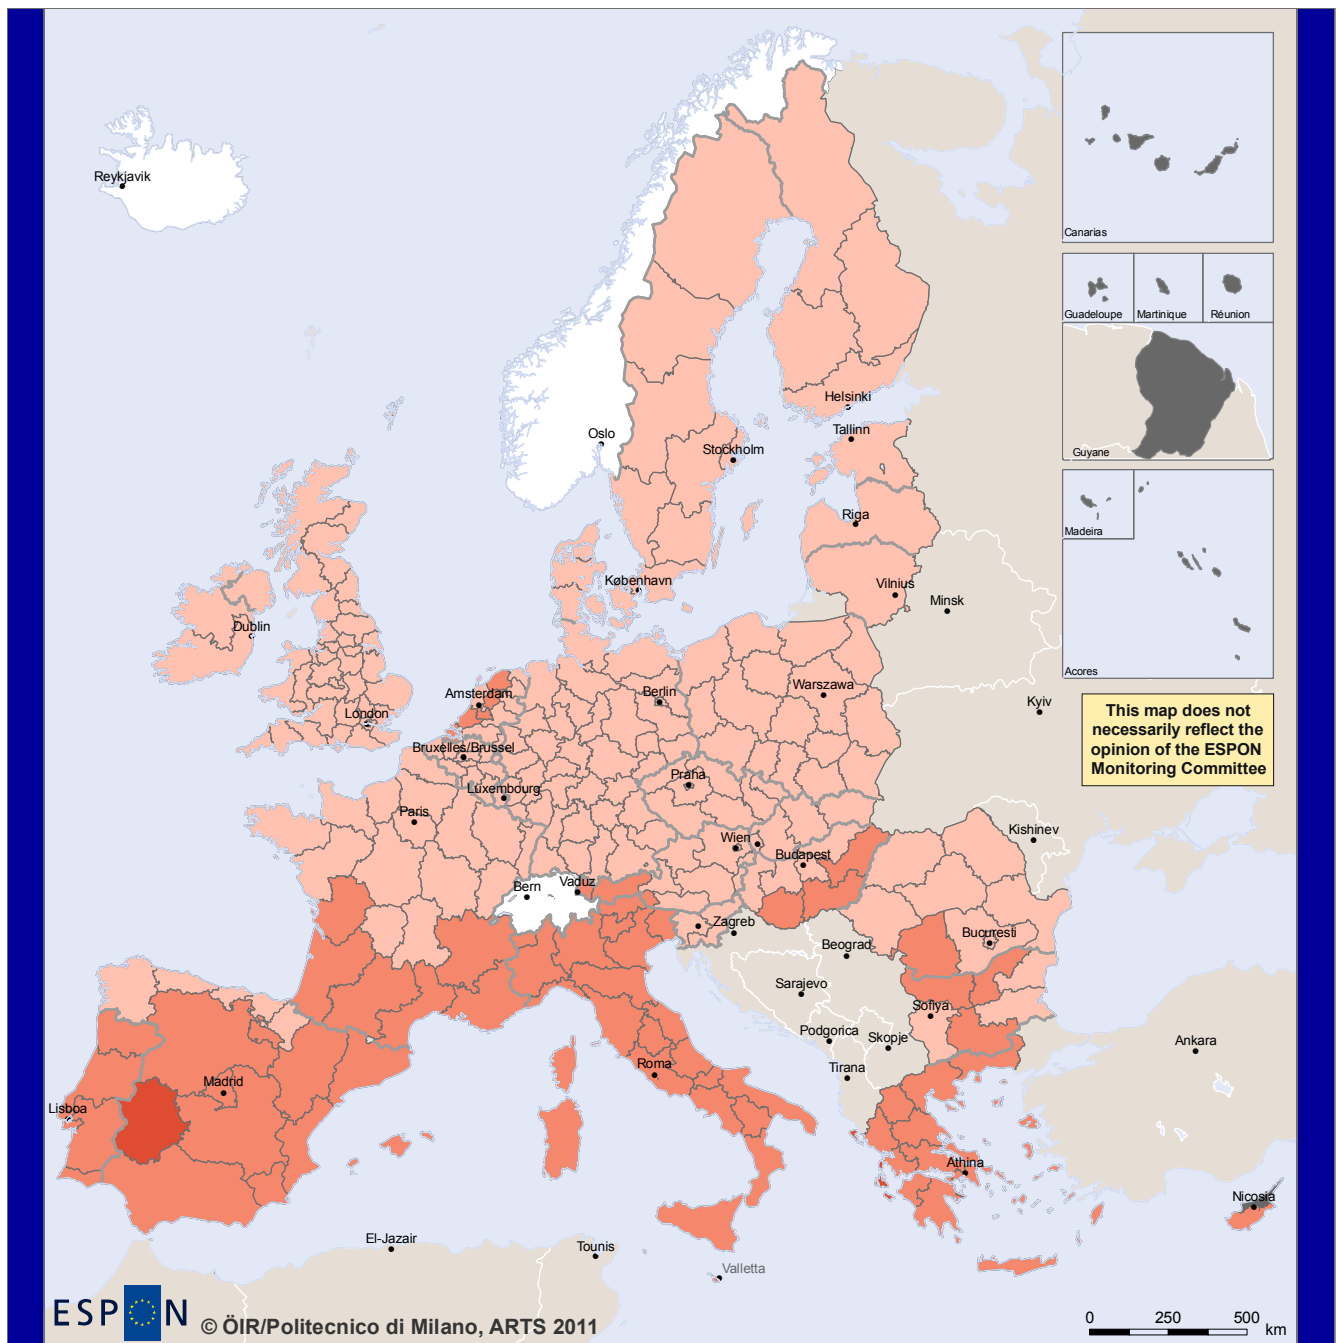 Reykjavik
Canarias
Guadeloupe
Martinique
Réunion
Guyane
Helsinki
Oslo
Tallinn
Stockholm
Madeira
Riga
København
Vilnius
Minsk
Dublin
Acores
Amsterdam
Berlin
Warszawa
London
Kyiv
This map does not
necessarily reflect the
opinion of the ESPON
Monitoring Committee
Bruxelles/Brussel
Praha
Luxembourg
Paris
Kishinev
Wien
Budapest
Bern
Vaduz
Zagreb
Bucuresti
Beograd
Sarajevo
Sofiya
Podgorica
Skopje
Ankara
Roma
Tirana
Madrid
Lisboa
Athina
Nicosia
El-Jazair
Tounis
Valletta
ESPON
© ÖIR/Politecnico di Milano, ARTS 2011
0 250 500
km